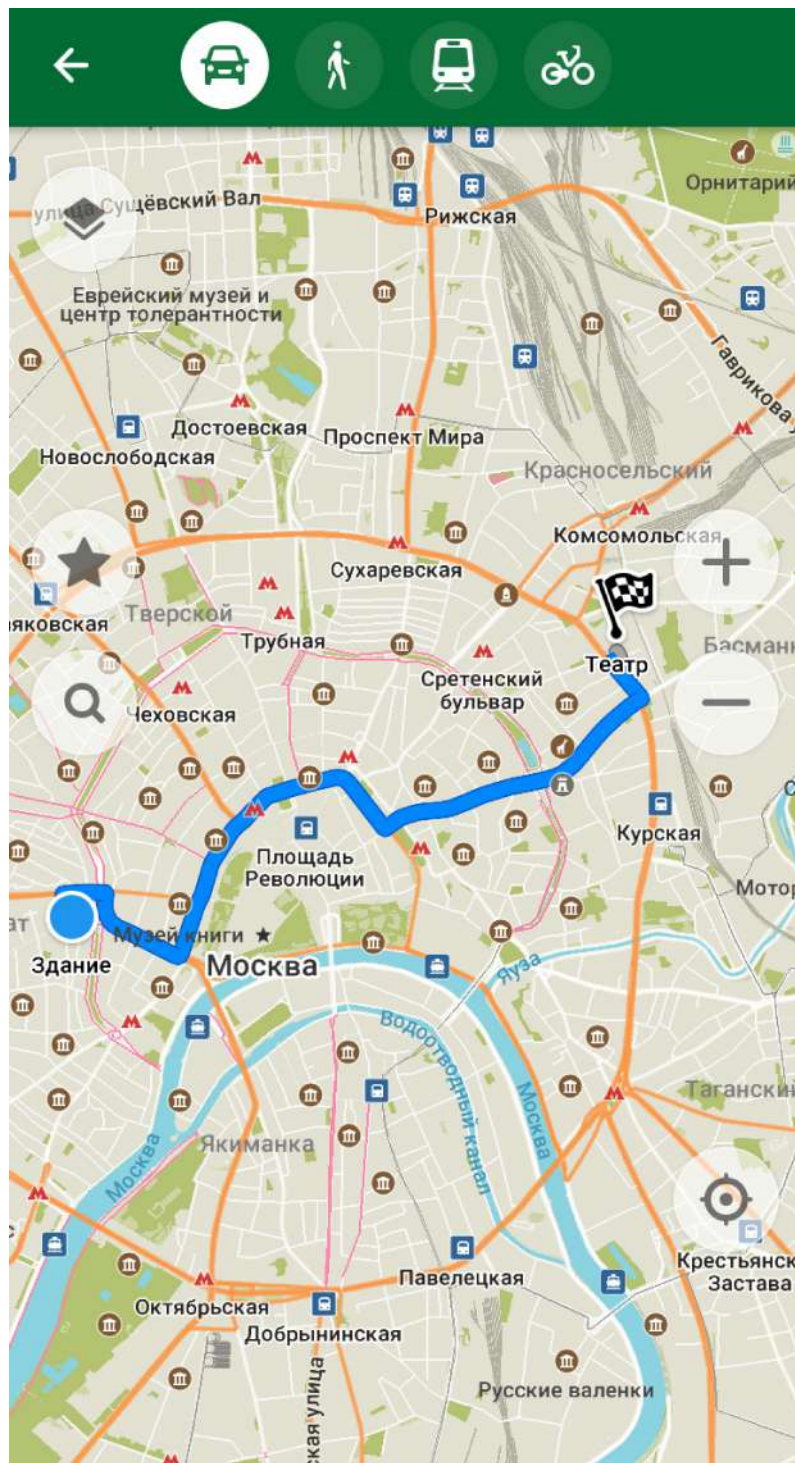 Орнитарий
улица Сущёвский Вал
Рижская
Еврейский музей и
центр толерантности
Гаврикова
Достоевская
Проспект Мира
Новослободская
Красносельский
Комсомольская
Сухаревская
Тверской
яковская
Трубная
Театр
Басманн
Сретенский
бульвар
Чеховская
Курская
Площадь
Революции
Мотор
ат
Музей книги
Здание
Москва
Яуза
Водоотводный канал
Москва
Таганский
Якиманка
Москва
Крестьянск
Застава
Павелецкая
Октябрьская
Добрынинская
Русские валенки
ская улица